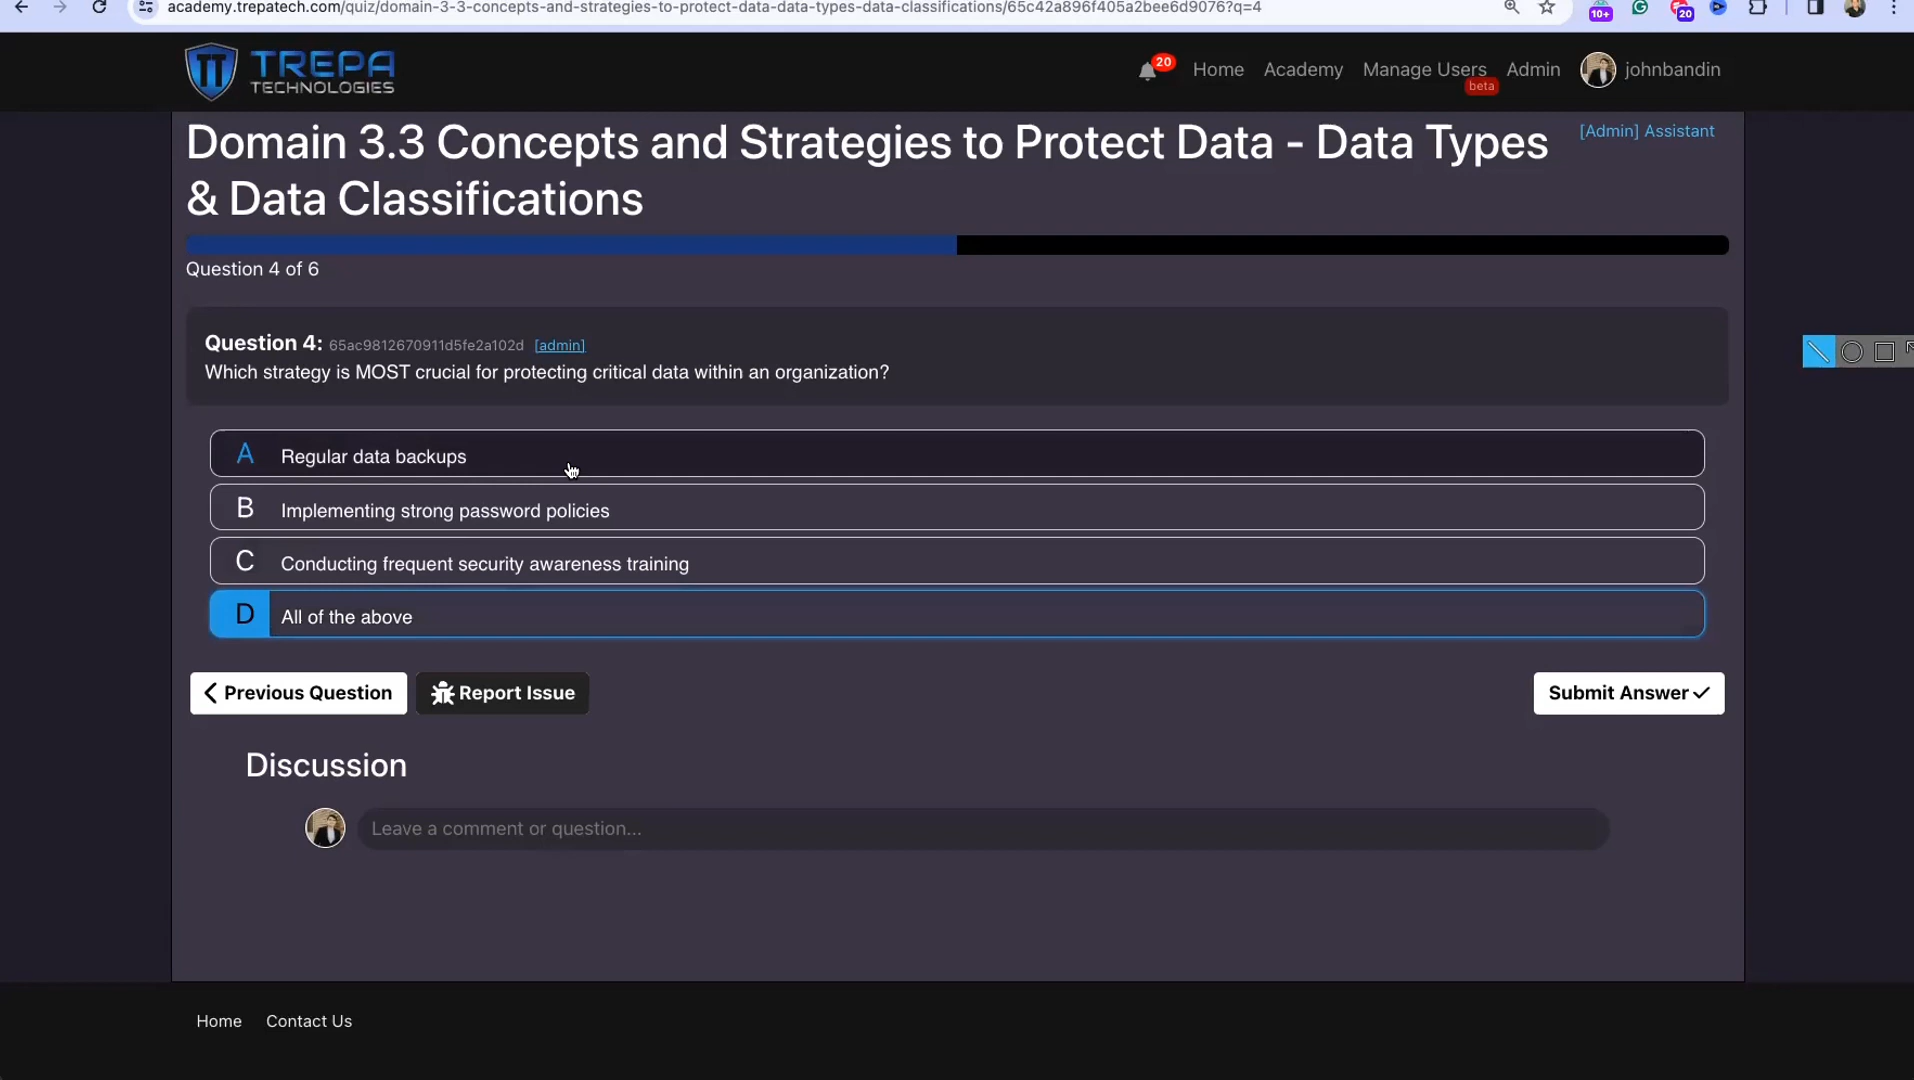 academy.trepatech.com/quiz/domain-3-3-concepts-and-strategies-to-protect-data-data-types-data-classifications/65c42a896f405a2bee6d9076?q=4
10+
20
TREPA
TECHNOLOGIES
20
Home
Academy
Manage Users
beta
Admin
johnbandin
Domain 3.3 Concepts and Strategies to Protect Data - Data Types
& Data Classifications
[Admin] Assistant
Question 4 of 6
Question 4: 65ac9812670911d5fe2a102d [admin]
Which strategy is MOST crucial for protecting critical data within an organization?
A Regular data backups
B Implementing strong password policies
C Conducting frequent security awareness training
D All of the above
Previous Question
Report Issue
Submit Answer
Discussion
Leave a comment or question...
Home
Contact Us